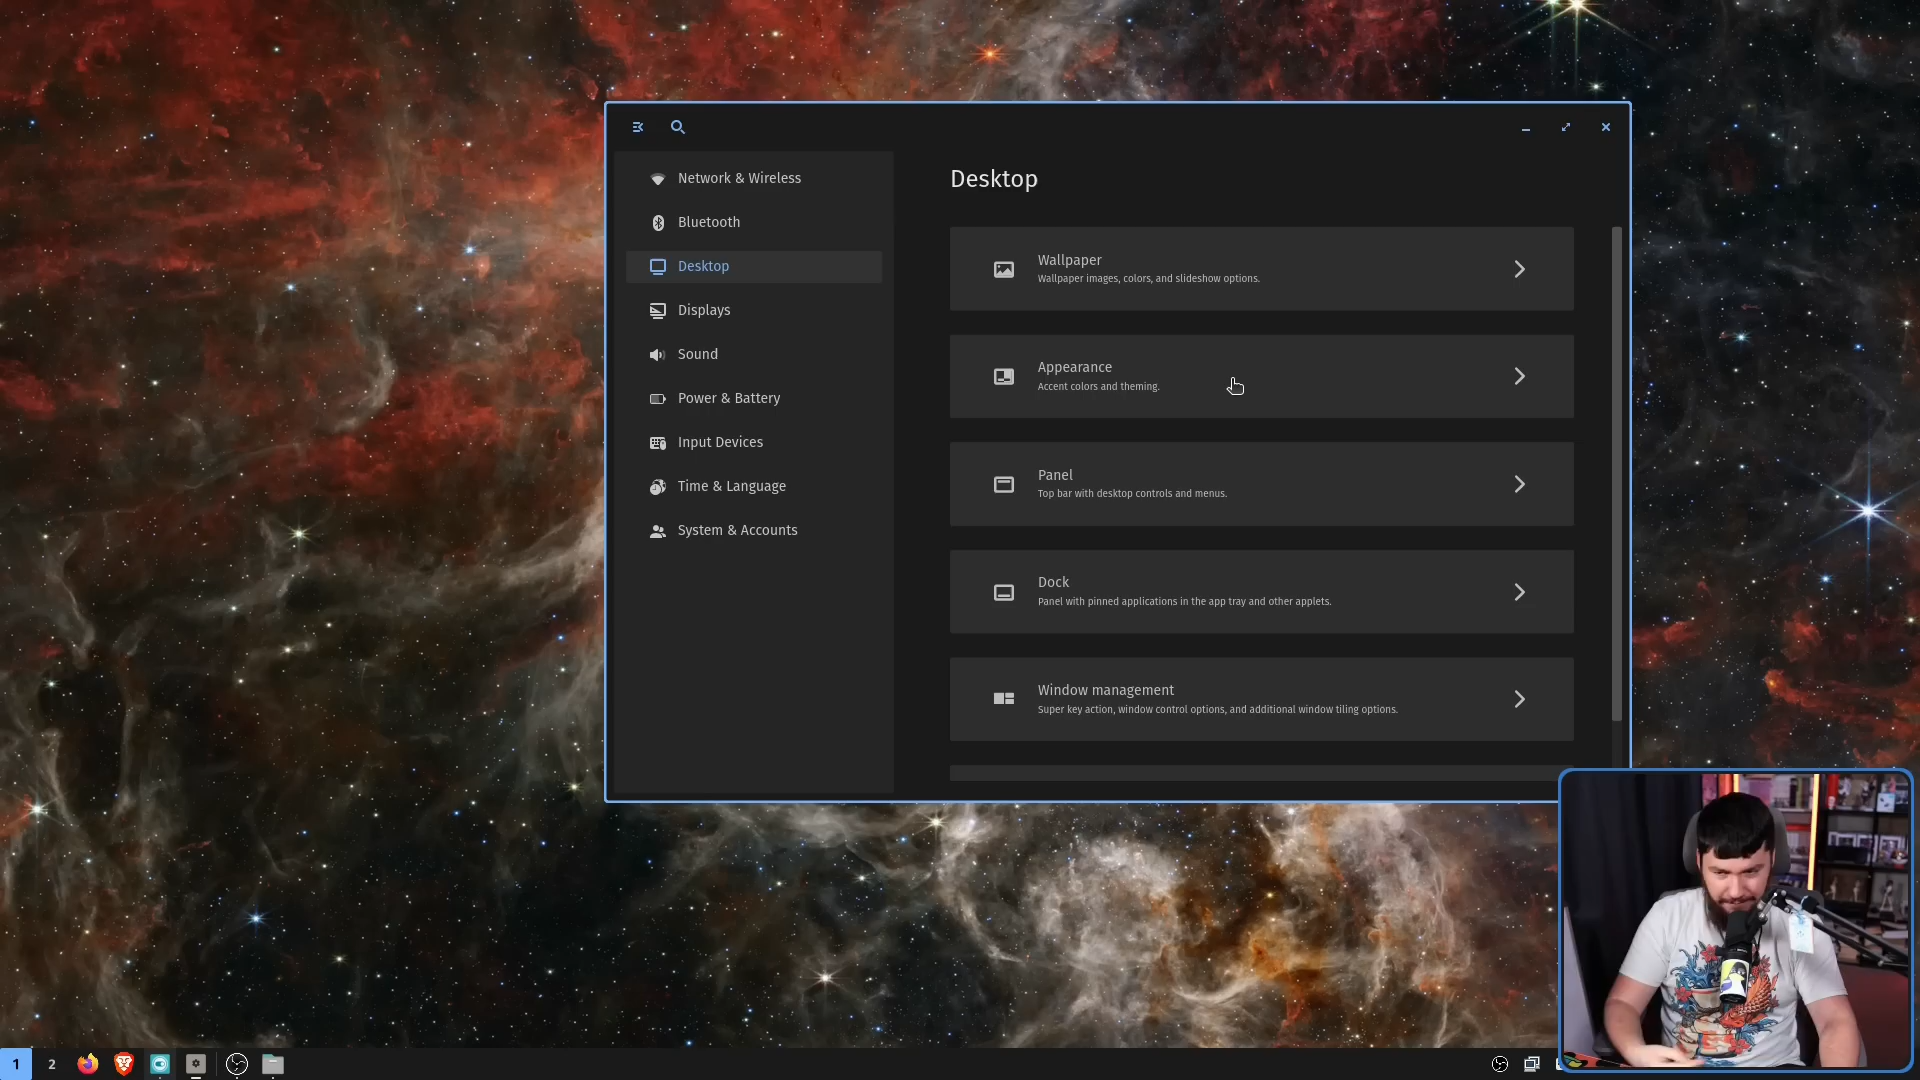 Network & Wireless
Bluetooth
Desktop
Displays
Sound
Power & Battery
Input Devices
Time & Language
System & Accounts
Desktop
Wallpaper
Wallpaper images, colors, and slideshow options.
Appearance
Accent colors and theming.
Panel
Top bar with desktop controls and menus.
Dock
Panel with pinned applications in the app tray and other applets.
Window management
Super key action, window control options, and additional window tiling options.
1 2